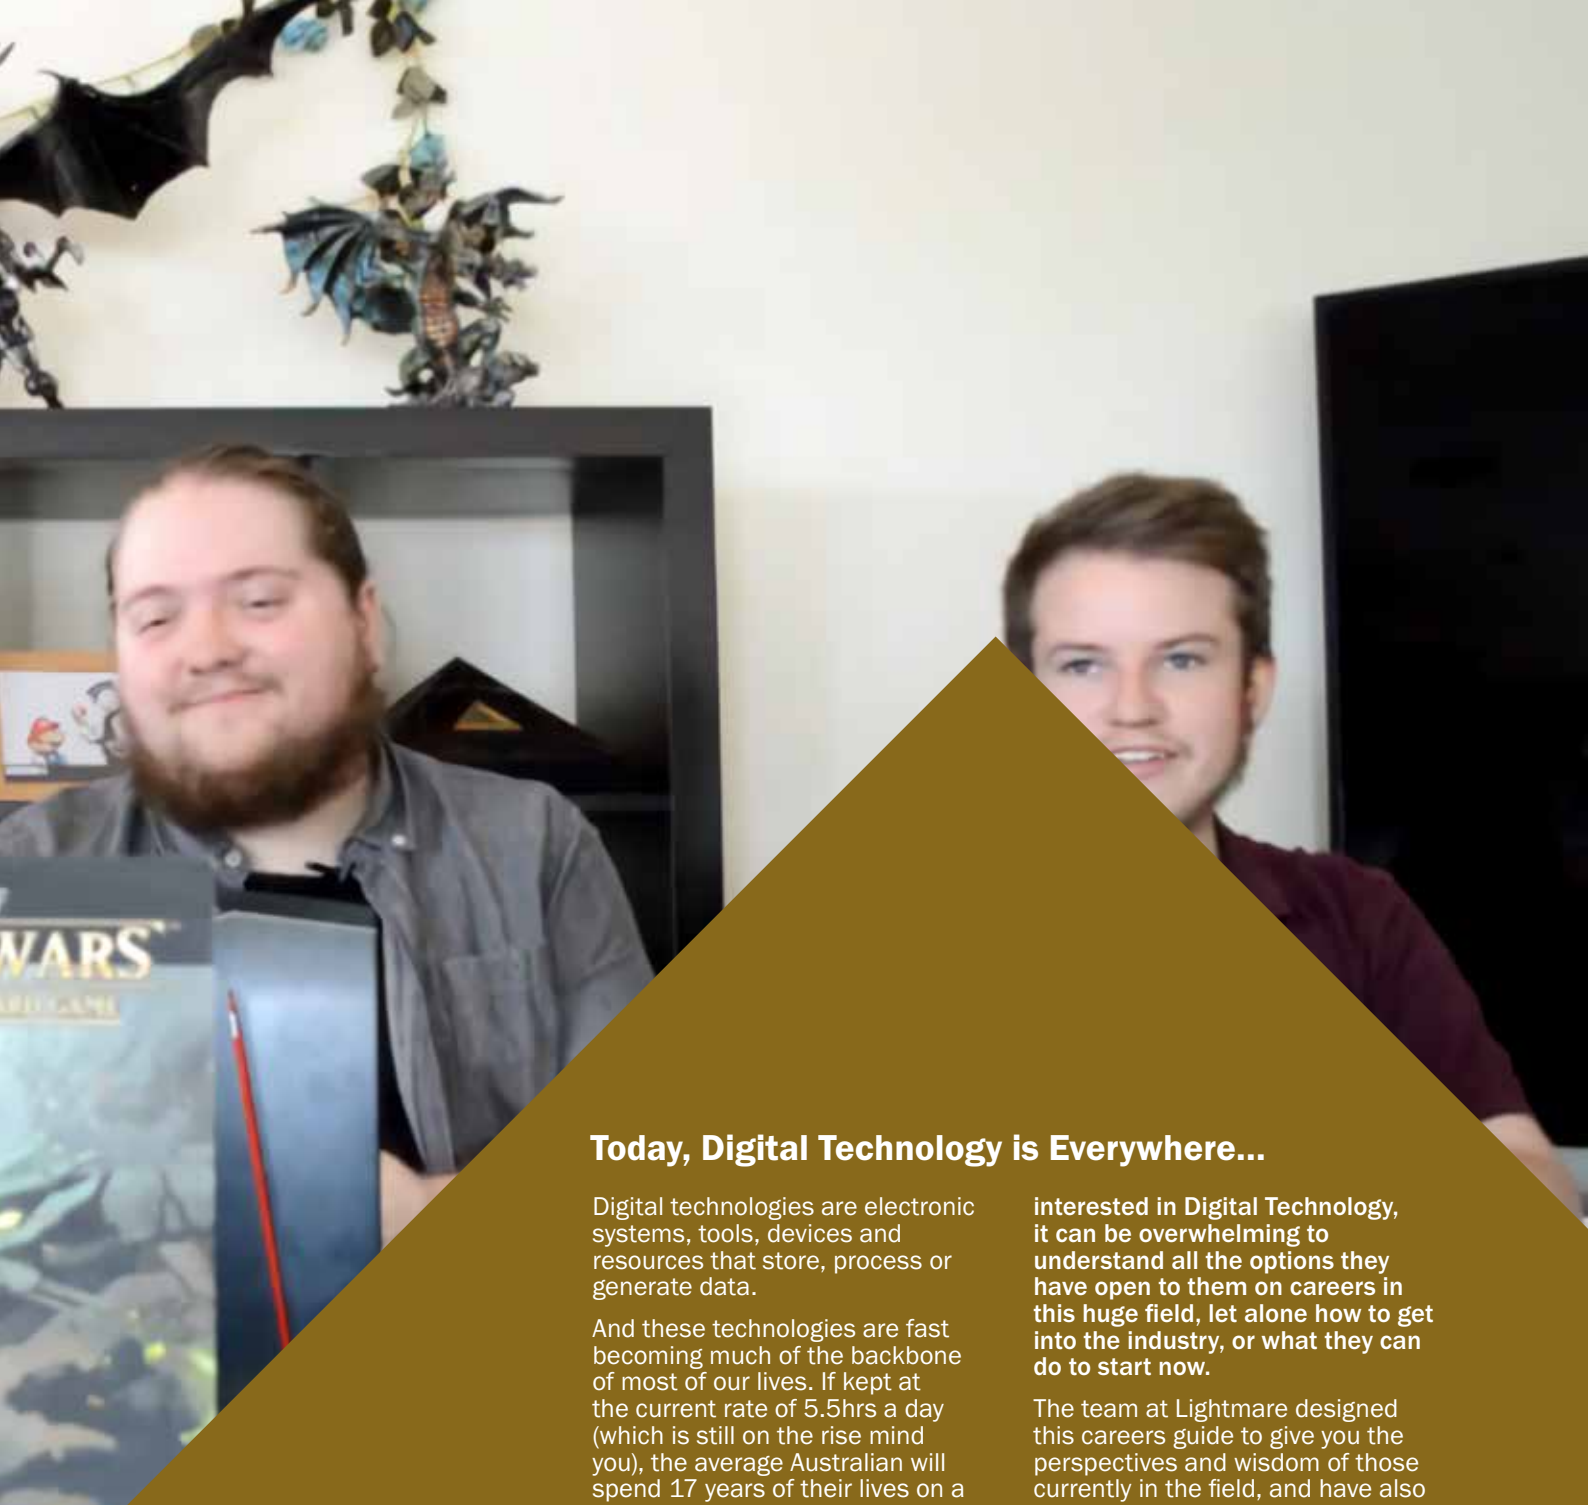 WARS
Today, Digital Technology is Everywhere...
Digital technologies are electronic
systems, tools, devices and
resources that store, process or
generate data.
And these technologies are fast
becoming much of the backbone
of most of our lives. If kept at
the current rate of 5.5hrs a day
(which is still on the rise mind
you), the average Australian will
spend 17 years of their lives on a
interested in Digital Technology,
it can be overwhelming to
understand all the options they
have open to them on careers in
this huge field, let alone how to get
into the industry, or what they can
do to start now.
The team at Lightmare designed
this careers guide to give you the
perspectives and wisdom of those
currently in the field, and have also